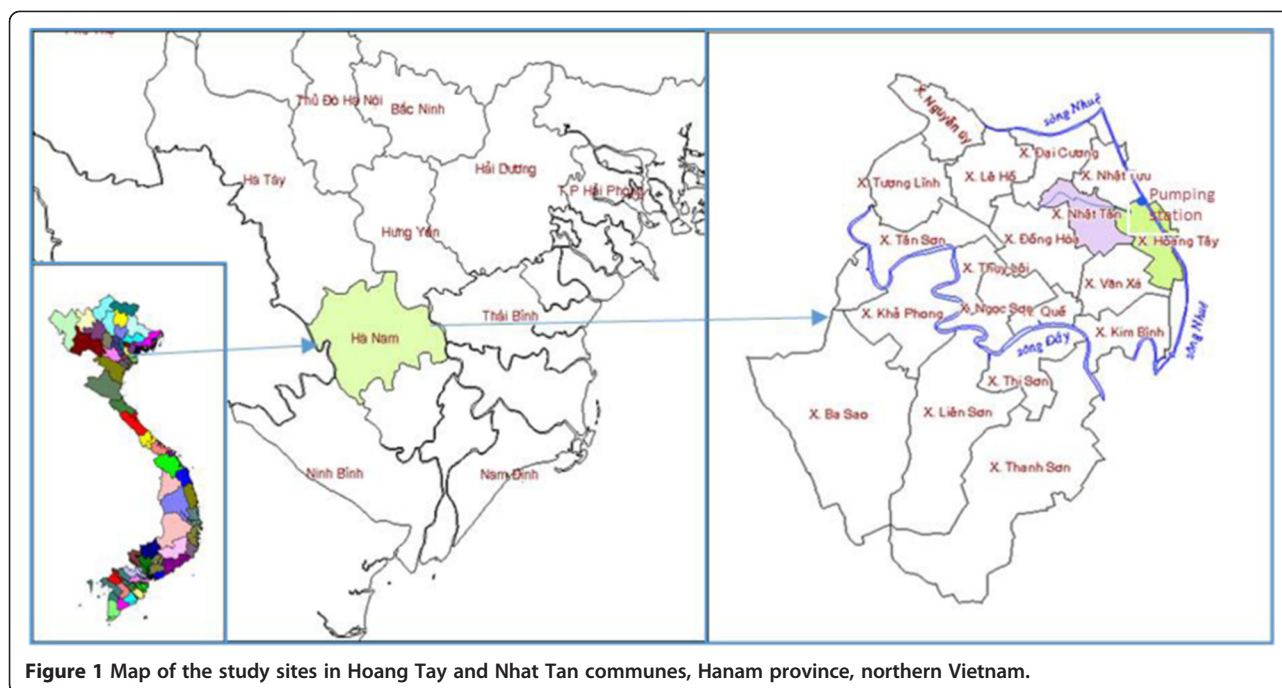 Thủ Đô Hà Nội
Bắc Ninh
Hà Tây
Hải Dương
T.P Hải Phòng
Hưng Yên
Hà Nam
Thái Bình
Ninh Bình
Nam Định
X. Nguyễn Úy
sông Nhuệ
X. Đại Cương
X. Tượng Lĩnh
X. Lê Hồ
X. Nhật Tựu
Pumping
station
X. Nhật Tân
X. Hoàng Tây
X. Tân Sơn
X. Đồng Hóa
X. Thụy Lôi
X. Văn Xá
X. Khả Phong
X. Ngọc Sơn
Quế
X. Kim Bình
sông Nhuệ
sông Đáy
X. Thi Sơn
X. Ba Sao
X. Liên Sơn
X. Thanh Sơn
Figure 1 Map of the study sites in Hoang Tay and Nhat Tan communes, Hanam province, northern Vietnam.